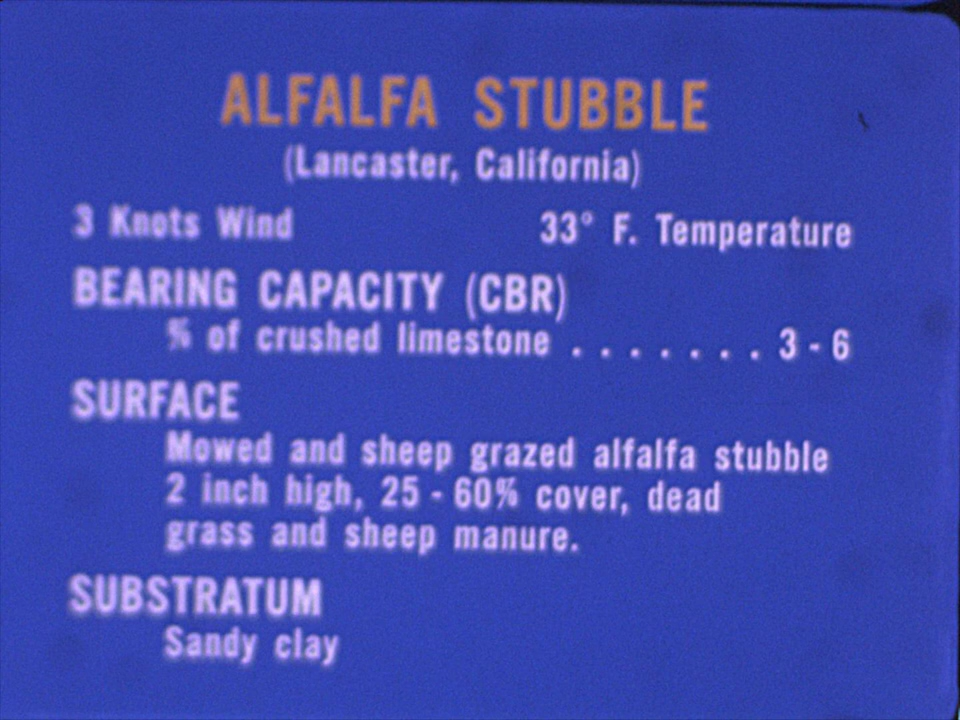 ALFALFA STUBBLE
(Lancaster, California)
3 Knots Wind 33° F. Temperature
BEARING CAPACITY (CBR)
% of crushed limestone . . . . . . . 3 - 6
SURFACE
Mowed and sheep grazed alfalfa stubble
2 inch high, 25 - 60% cover, dead
grass and sheep manure.
SUBSTRATUM
Sandy clay